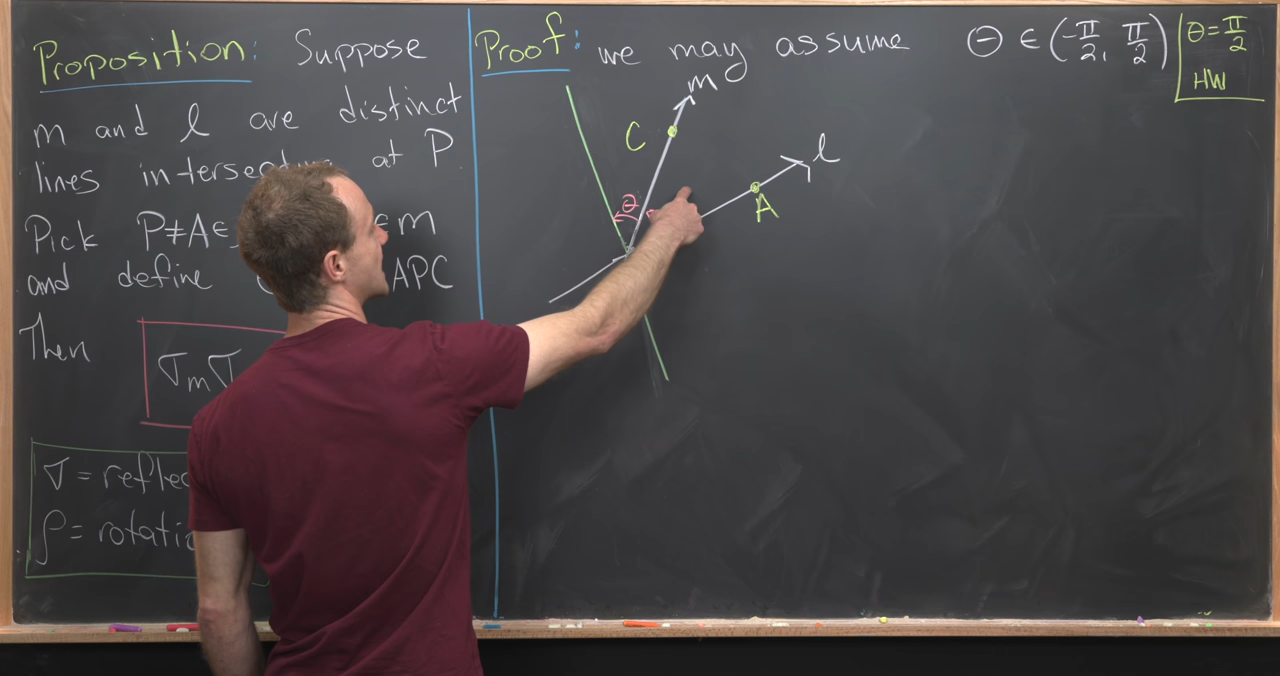 Proposition: Suppose
m and l are distinct
lines intersecting at P
Pick P≠A∈ ∈m
and define APC
Then
σ_m σ
σ = reflec
ρ = rotatio
Proof: we may assume Θ ∈ (-π/2, π/2)
θ = π/2
HW
m
C
l
θ
A